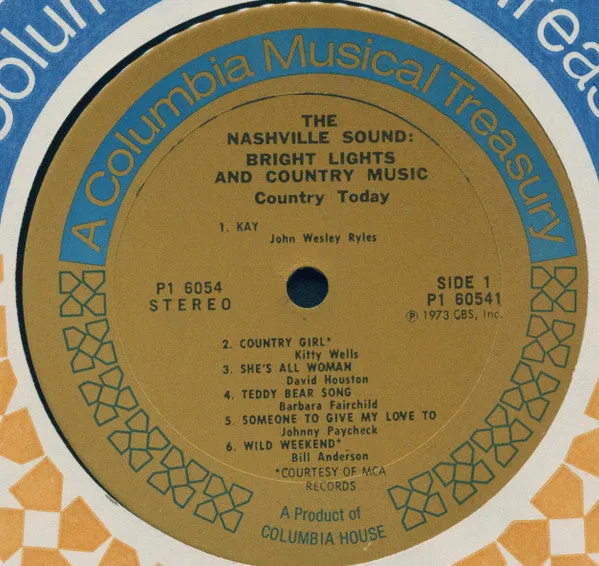 A Columbia Musical Treasury
THE
NASHVILLE SOUND:
BRIGHT LIGHTS
AND COUNTRY MUSIC
Country Today
1. KAY
John Wesley Ryles
P1 6054
STEREO
SIDE 1
P1 60541
℗ 1973 CBS, Inc.
2. COUNTRY GIRL*
Kitty Wells
3. SHE'S ALL WOMAN
David Houston
4. TEDDY BEAR SONG
Barbara Fairchild
5. SOMEONE TO GIVE MY LOVE TO
Johnny Paycheck
6. WILD WEEKEND*
Bill Anderson
*COURTESY OF MCA
RECORDS
A Product of
COLUMBIA HOUSE